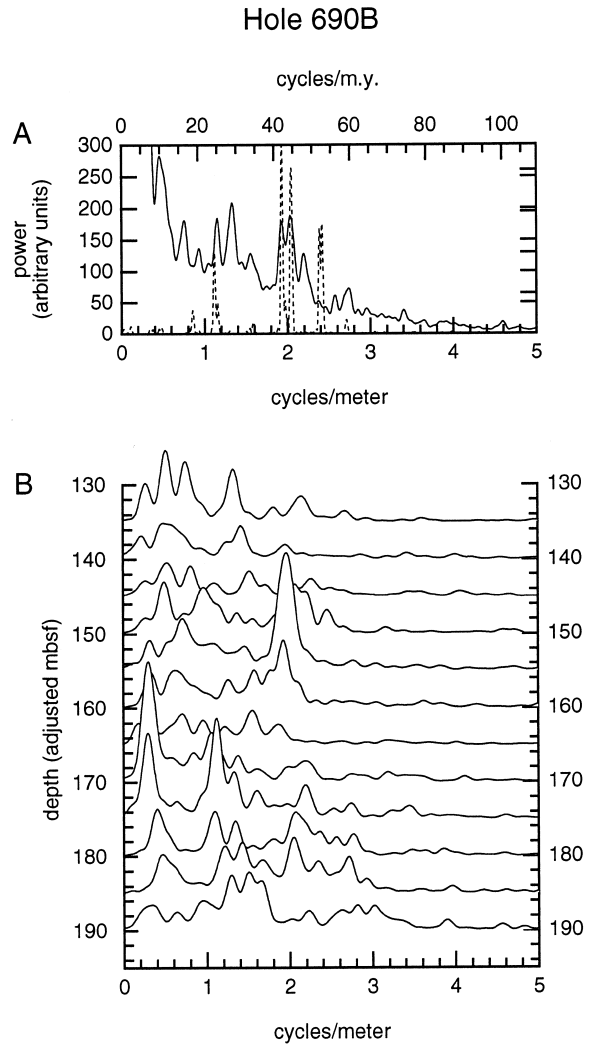 Hole 690B
cycles/m.y.
0 20 40 60 80 100
A
300
250
200
150
100
50
0
power
(arbitrary units)
0 1 2 3 4 5
cycles/meter
B
130 130
140 140
150 150
160 160
170 170
180 180
190 190
depth (adjusted mbsf)
0 1 2 3 4 5
cycles/meter